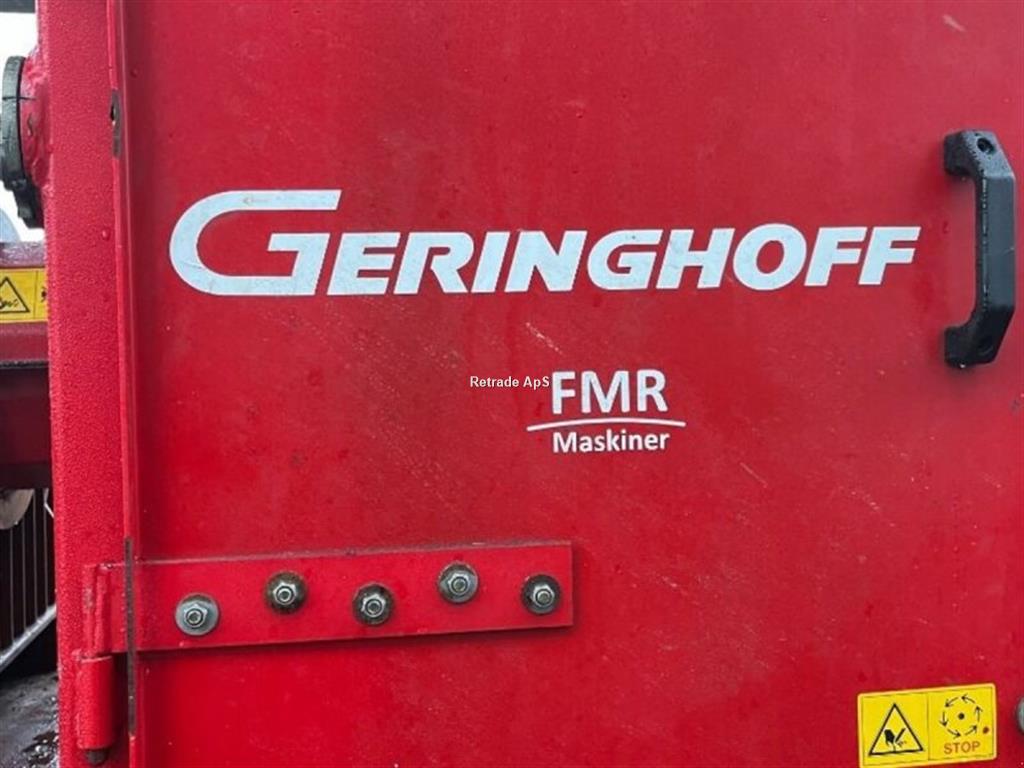 GERINGHOFF
Retrade ApS
FMR
Maskiner
STOP